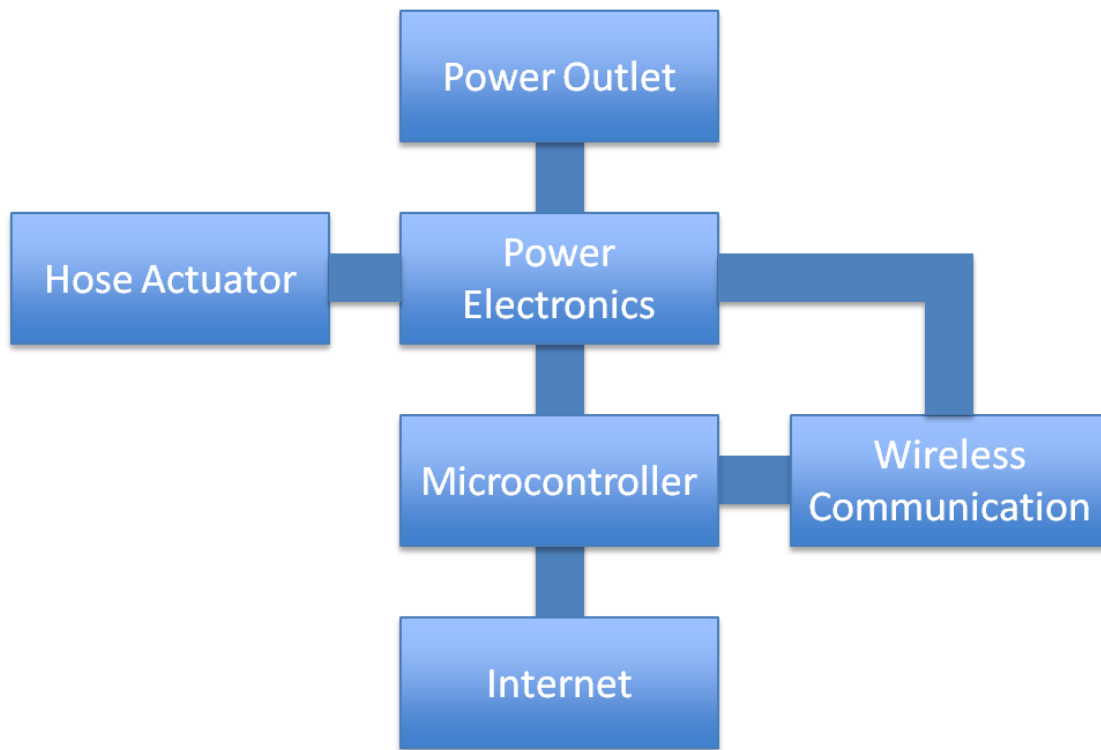 Power Outlet
Hose Actuator
Power
Electronics
Microcontroller
Wireless
Communication
Internet